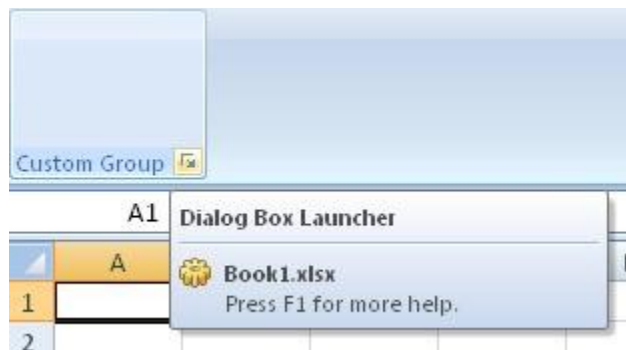 Custom Group
A1
Dialog Box Launcher
A
Book1.xlsx
1
Press F1 for more help.
2